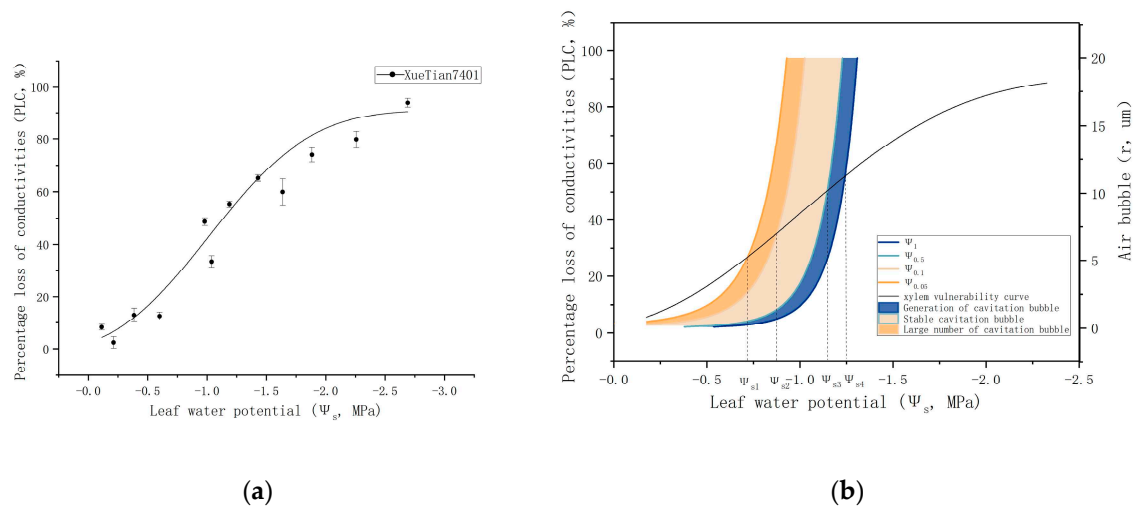 Percentage loss of conductivities (PLC, %)
100
80
60
40
20
0
XueTian7401
-0.0 -0.5 -1.0 -1.5 -2.0 -2.5 -3.0
Leaf water potential (Ψs, MPa)
(a)
Percentage loss of conductivities (PLC, %)
100
80
60
40
20
0
Ψ1
Ψ0.5
Ψ0.1
Ψ0.05
xylem vulnerability curve
Generation of cavitation bubble
Stable cavitation bubble
Large number of cavitation bubble
20
15
10
5
0
Air bubble (r, um)
-0.0 -0.5 -1.0 -1.5 -2.0 -2.5
Ψs1 Ψs2 Ψs3 Ψs4
Leaf water potential (Ψs, MPa)
(b)